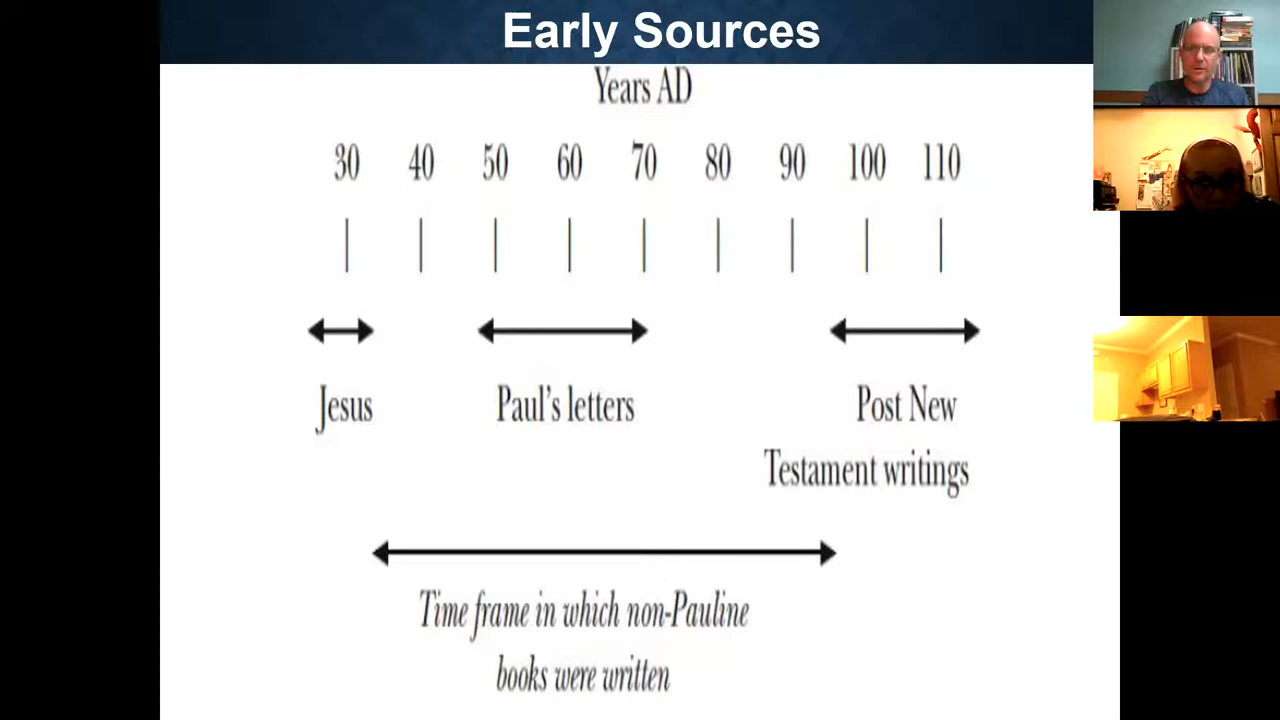 Early Sources
Years AD
30 40 50 60 70 80 90 100 110
Jesus Paul's letters Post New
Testament writings
Time frame in which non-Pauline
books were written